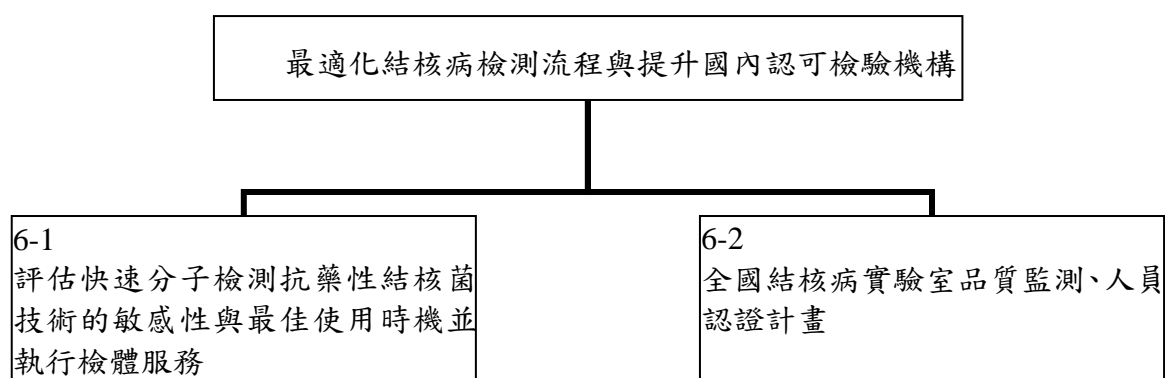 最適化結核病檢測流程與提升國內認可檢驗機構
6-1
評估快速分子檢測抗藥性結核菌
技術的敏感性與最佳使用時機並
執行檢體服務
6-2
全國結核病實驗室品質監測、人員
認證計畫